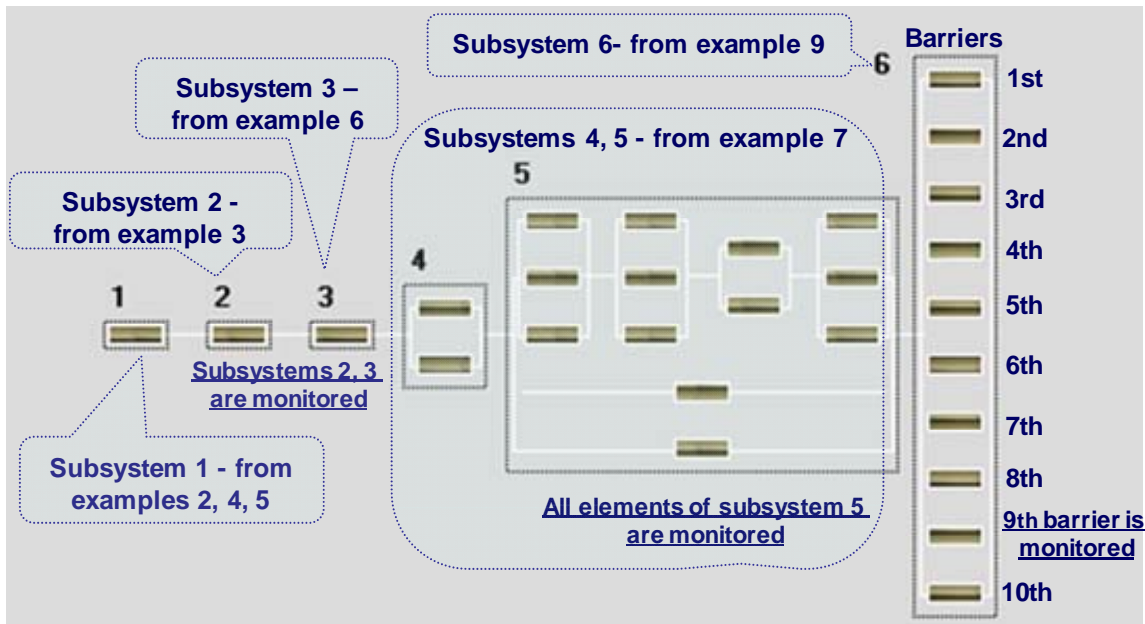 Subsystem 6- from example 9
Barriers
6
1st
Subsystem 3 –
from example 6
Subsystems 4, 5 - from example 7
2nd
5
3rd
Subsystem 2 -
from example 3
4
4th
1
2
3
5th
Subsystems 2, 3
are monitored
6th
7th
Subsystem 1 - from
examples 2, 4, 5
8th
All elements of subsystem 5
are monitored
9th barrier is
monitored
10th